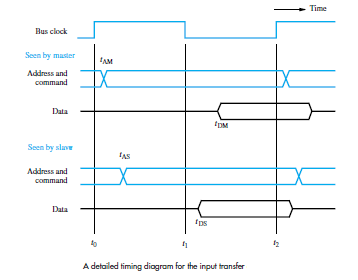 Time
Bus clock
Seen by master
tAM
Address and
command
Data
tDM
Seen by slave
tAS
Address and
command
Data
tDS
t0
t1
t2
A detailed timing diagram for the input transfer